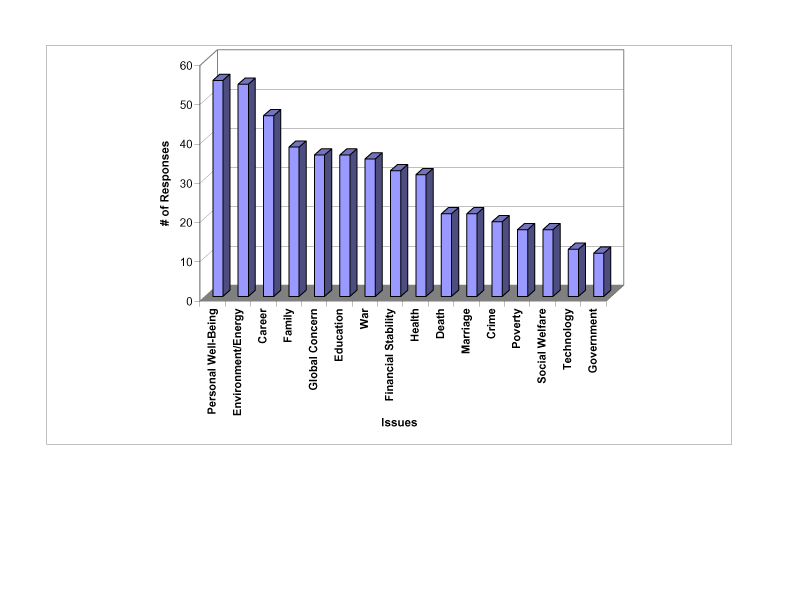 60
50
40
30
20
10
0
# of Responses
Personal Well-Being
Environment/Energy
Career
Family
Global Concern
Education
War
Financial Stability
Health
Death
Marriage
Crime
Poverty
Social Welfare
Technology
Government
Issues